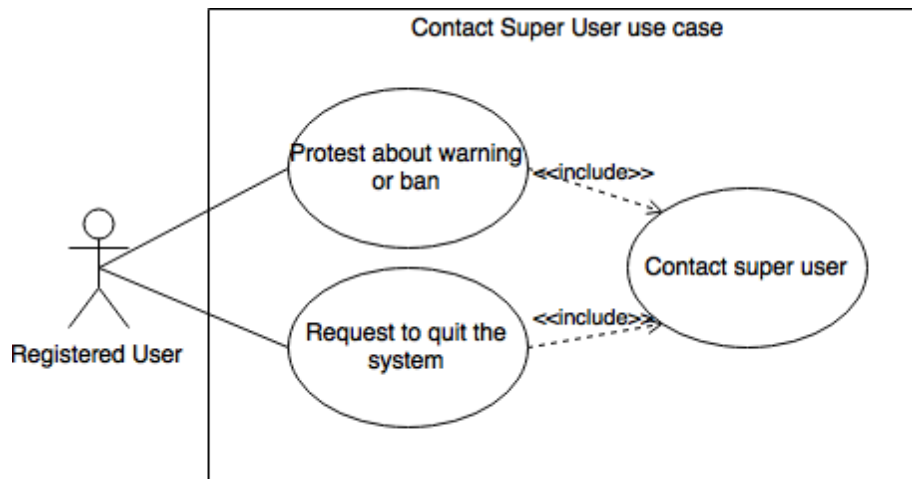 Contact Super User use case
Protest about warning
or ban
<<include>>
Contact super user
<<include>>
Request to quit the
system
Registered User